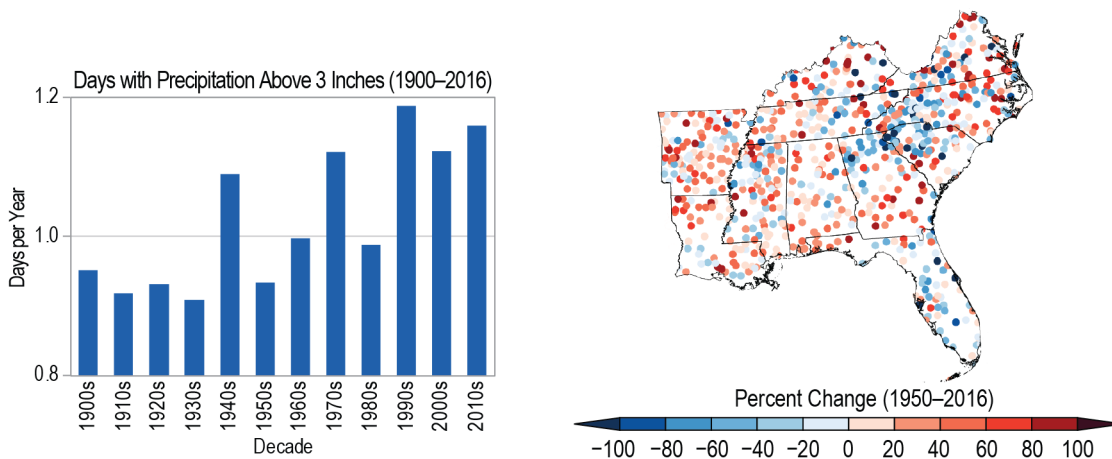 Days with Precipitation Above 3 Inches (1900–2016)
1.2
1.0
0.8
Days per Year
1900s
1910s
1920s
1930s
1940s
1950s
1960s
1970s
1980s
1990s
2000s
2010s
Decade
Percent Change (1950–2016)
−100 −80 −60 −40 −20 0 20 40 60 80 100